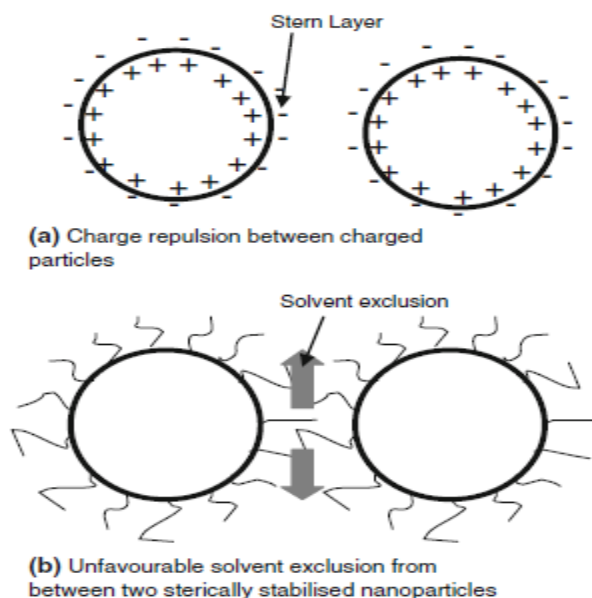 Stern Layer
(a) Charge repulsion between charged
particles
Solvent exclusion
(b) Unfavourable solvent exclusion from
between two sterically stabilised nanoparticles